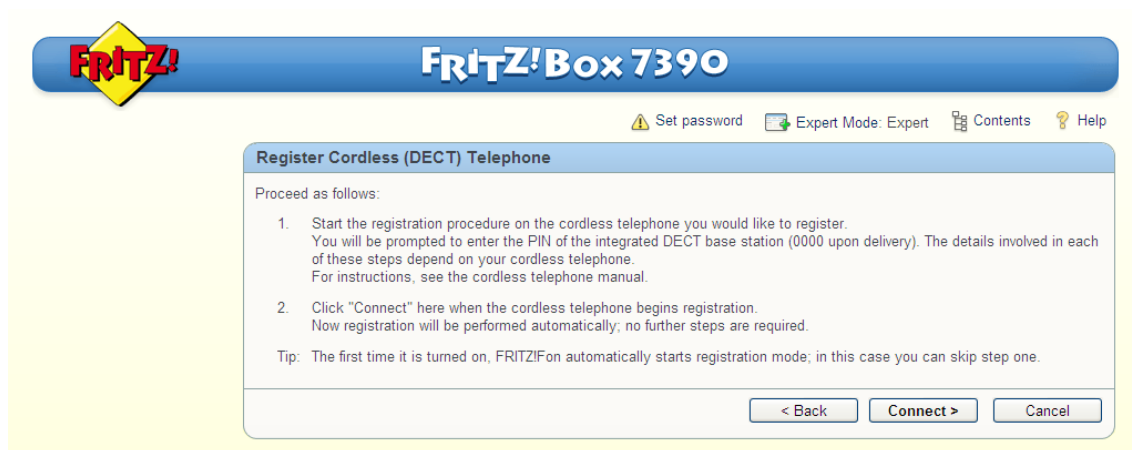 FRITZ!
FRITZ!Box 7390
Set password Expert Mode: Expert Contents Help
Register Cordless (DECT) Telephone
Proceed as follows:
1. Start the registration procedure on the cordless telephone you would like to register.
You will be prompted to enter the PIN of the integrated DECT base station (0000 upon delivery). The details involved in each
of these steps depend on your cordless telephone.
For instructions, see the cordless telephone manual.
2. Click "Connect" here when the cordless telephone begins registration.
Now registration will be performed automatically; no further steps are required.
Tip: The first time it is turned on, FRITZ!Fon automatically starts registration mode; in this case you can skip step one.
< Back Connect > Cancel